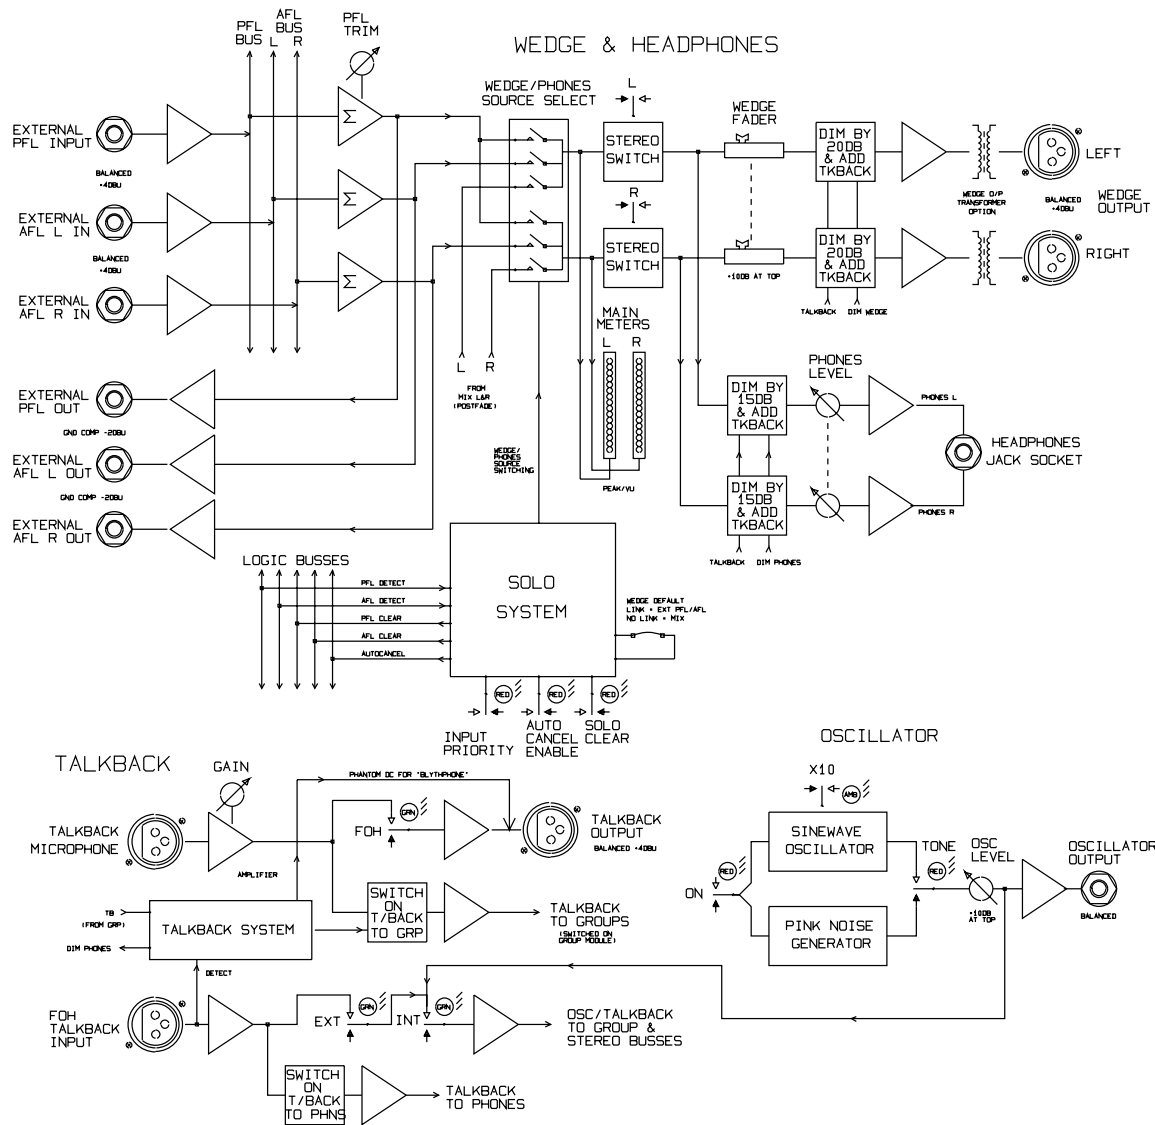 WEDGE & HEADPHONES
PFL
BUS
AFL
BUS
L R
PFL
TRIM
EXTERNAL
PFL INPUT
BALANCED
+4DBU
EXTERNAL
AFL L IN
BALANCED
+4DBU
EXTERNAL
AFL R IN
Σ
Σ
Σ
WEDGE/PHONES
SOURCE SELECT
L
STEREO
SWITCH
R
STEREO
SWITCH
WEDGE
FADER
+10DB AT TOP
DIM BY
20DB
& ADD
TKBACK
DIM BY
20DB
& ADD
TKBACK
TALKBACK
DIM WEDGE
WEDGE O/P
TRANSFORMER
OPTION
LEFT
BALANCED
+4DBU
WEDGE
OUTPUT
RIGHT
EXTERNAL
PFL OUT
GND COMP -20BU
EXTERNAL
AFL L OUT
GND COMP -20BU
EXTERNAL
AFL R OUT
L R
FROM
MIX L&R
(POSTFADE)
MAIN
METERS
L R
PEAK/VU
WEDGE/
PHONES
SOURCE
SWITCHING
PHONES
LEVEL
DIM BY
15DB
& ADD
TKBACK
DIM BY
15DB
& ADD
TKBACK
TALKBACK
DIM PHONES
PHONES L
PHONES R
HEADPHONES
JACK SOCKET
LOGIC BUSSES
PFL DETECT
AFL DETECT
PFL CLEAR
AFL CLEAR
AUTOCANCEL
SOLO
SYSTEM
WEDGE DEFAULT
LINK = EXT PFL/AFL
NO LINK = MIX
RED
RED
RED
INPUT
PRIORITY
AUTO
CANCEL
ENABLE
SOLO
CLEAR
TALKBACK
GAIN
TALKBACK
MICROPHONE
AMPLIFIER
PHANTOM DC FOR "BLYTHPHONE"
FOH
GRN
TALKBACK
OUTPUT
BALANCED +4DBU
SWITCH
ON
T/BACK
TO GRP
TALKBACK
TO GROUPS
(SWITCHED ON
GROUP MODULE)
TB
(FROM GRP)
DIM PHONES
TALKBACK SYSTEM
DETECT
FOH
TALKBACK
INPUT
EXT
GRN
INT
GRN
OSC/TALKBACK
TO GROUP &
STEREO BUSSES
SWITCH
ON
T/BACK
TO PHNS
TALKBACK
TO PHONES
OSCILLATOR
X10
AMB
ON
RED
SINEWAVE
OSCILLATOR
PINK NOISE
GENERATOR
TONE
RED
OSC
LEVEL
+10DB
AT TOP
OSCILLATOR
OUTPUT
BALANCED